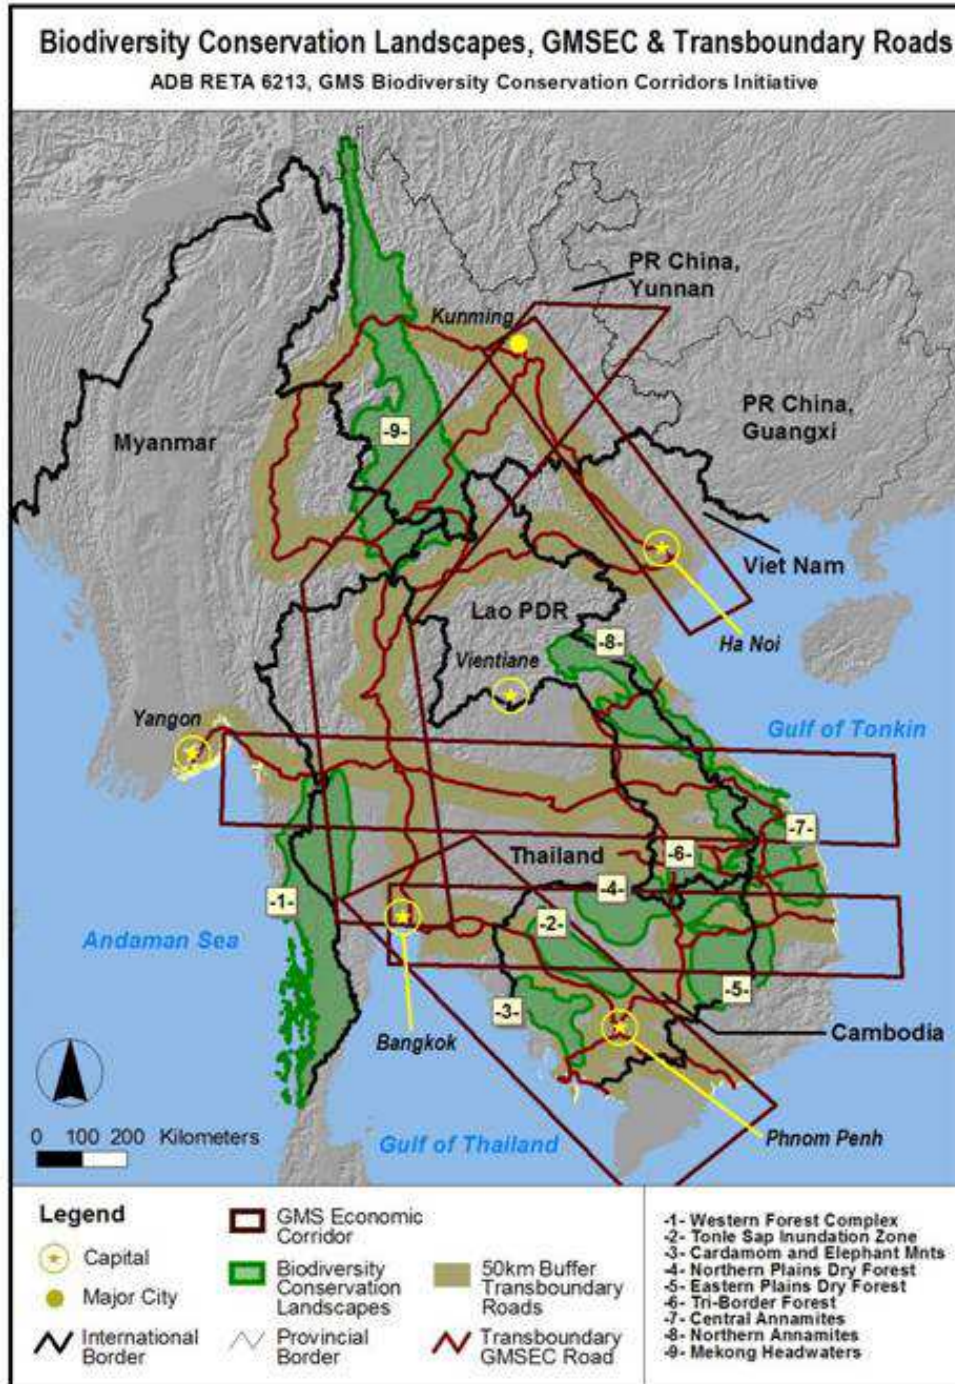 Biodiversity Conservation Landscapes, GMSEC & Transboundary Roads
ADB RETA 6213, GMS Biodiversity Conservation Corridors Initiative
PR China,
Yunnan
Kunming
PR China,
Guangxi
-9-
Myanmar
Viet Nam
Lao PDR
-8-
Ha Noi
Vientiane
Yangon
Gulf of Tonkin
-7-
Thailand
-6-
-4-
-1-
-2-
Andaman Sea
-5-
-3-
Cambodia
Bangkok
0 100 200 Kilometers
Gulf of Thailand
Phnom Penh
Legend
Capital
Major City
International
Border
GMS Economic
Corridor
Biodiversity
Conservation
Landscapes
Provincial
Border
50km Buffer
Transboundary
Roads
Transboundary
GMSEC Road
-1- Western Forest Complex
-2- Tonle Sap Inundation Zone
-3- Cardamom and Elephant Mnts
-4- Northern Plains Dry Forest
-5- Eastern Plains Dry Forest
-6- Tri-Border Forest
-7- Central Annamites
-8- Northern Annamites
-9- Mekong Headwaters